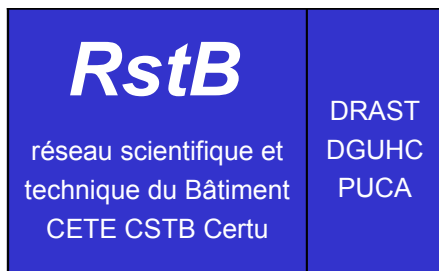 RstB
réseau scientifique et
technique du Bâtiment
CETE CSTB Certu
DRAST
DGUHC
PUCA